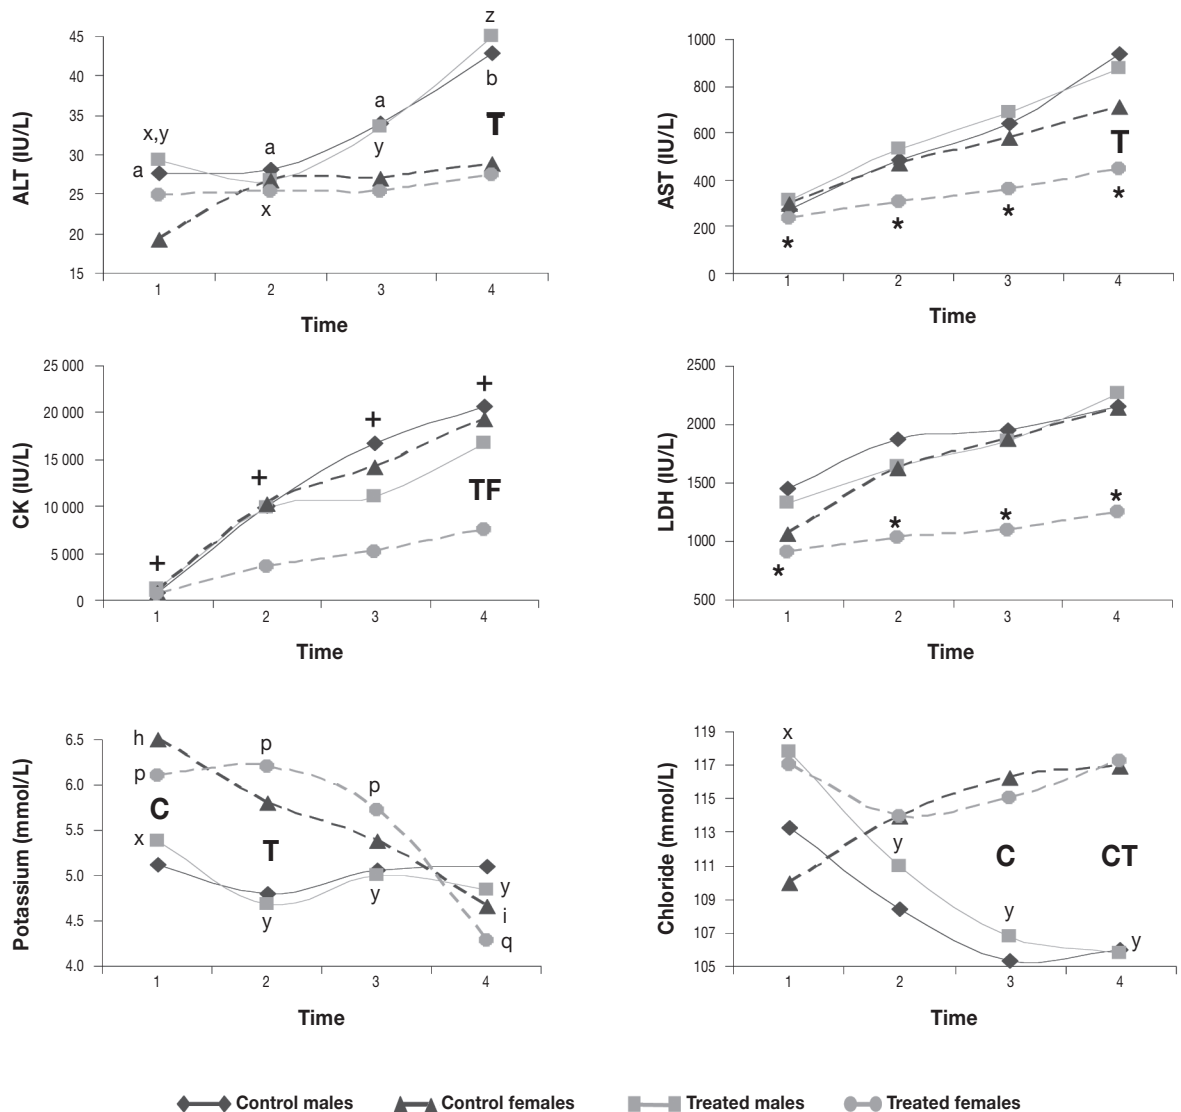 z
45
40
35
30
25
20
15
ALT (IU/L)
x,y
a
a
x
a
y
b
T
1 2 3 4
Time
1000
800
600
400
200
0
AST (IU/L)
T
* * * *
1 2 3 4
Time
25 000
20 000
15 000
10 000
5 000
0
CK (IU/L)
+ + + +
TF
1 2 3 4
Time
2500
2000
1500
1000
500
LDH (IU/L)
* * * *
1 2 3 4
Time
6.5
6.0
5.5
5.0
4.5
4.0
Potassium (mmol/L)
h
p
C
x
p
T
y
p
y
y
i
q
1 2 3 4
Time
119
117
115
113
111
109
107
105
Chloride (mmol/L)
x
y
C
y
CT
y
1 2 3 4
Time
Control males Control females Treated males Treated females